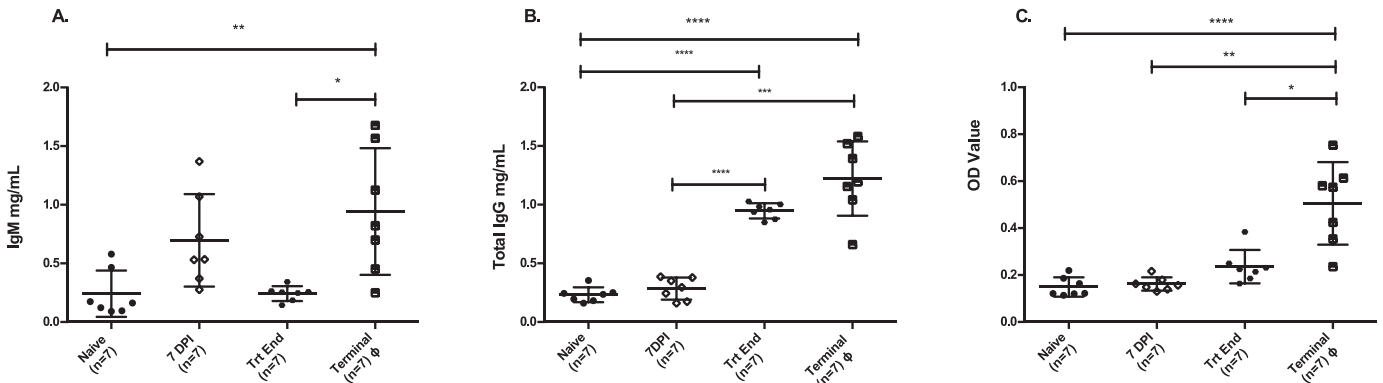 A.
**
*
IgM mg/mL
2.0
1.5
1.0
0.5
0.0
Naive
(n=7)
7 DPI
(n=7)
Trt End
(n=7)
Terminal
(n=7) ϕ
B.
****
****
***
****
Total IgG mg/mL
2.0
1.5
1.0
0.5
0.0
Naive
(n=7)
7DPI
(n=7)
Trt End
(n=7)
Terminal
(n=7) ϕ
C.
****
**
*
OD Value
1.0
0.8
0.6
0.4
0.2
0.0
Naive
(n=7)
7 DPI
(n=7)
Trt End
(n=7)
Terminal
(n=7) ϕ